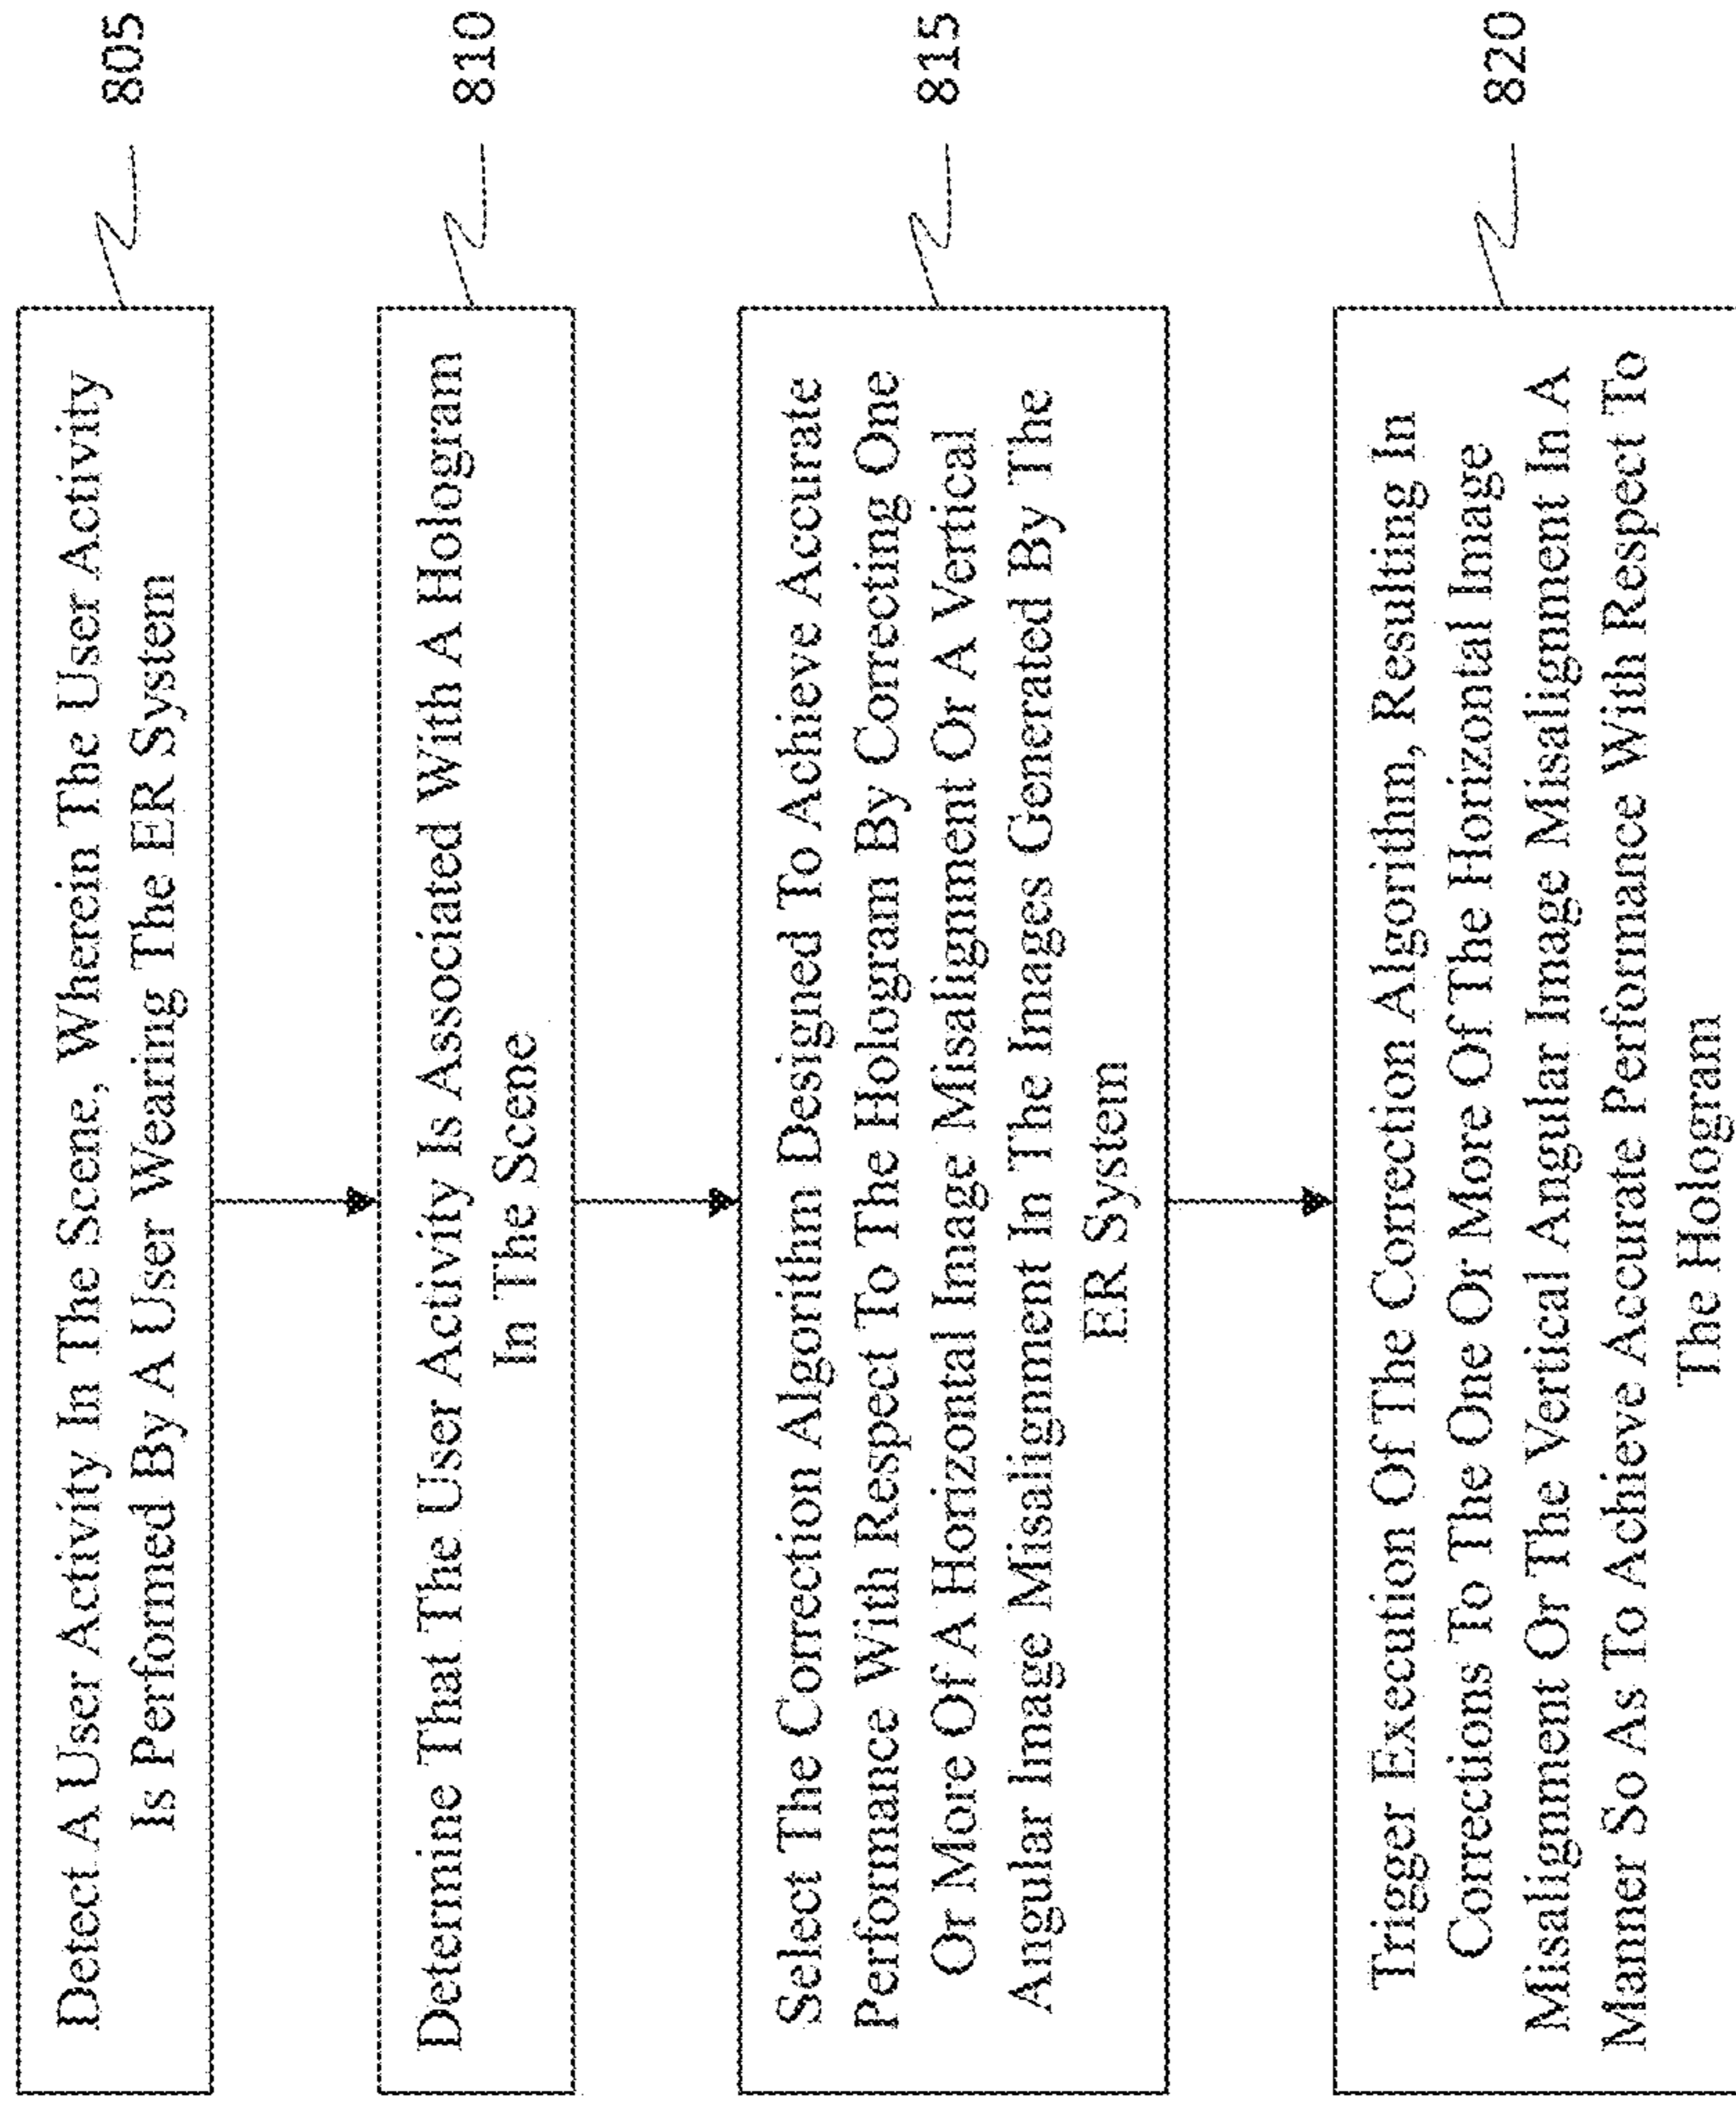 Detect A User Activity In The Scene, Wherein The User Activity
Is Performed By A User Wearing The ER System
805
Determine That The User Activity Is Associated With A Hologram
In The Scene
810
Select The Correction Algorithm Designed To Achieve Accurate
Performance With Respect To The Hologram By Correcting One
Or More Of A Horizontal Image Misalignment Or A Vertical
Angular Image Misalignment In The Images Generated By The
ER System
815
Trigger Execution Of The Correction Algorithm, Resulting In
Corrections To The One Or More Of The Horizontal Image
Misalignment Or The Vertical Angular Image Misalignment In A
Manner So As To Achieve Accurate Performance With Respect To
The Hologram
820